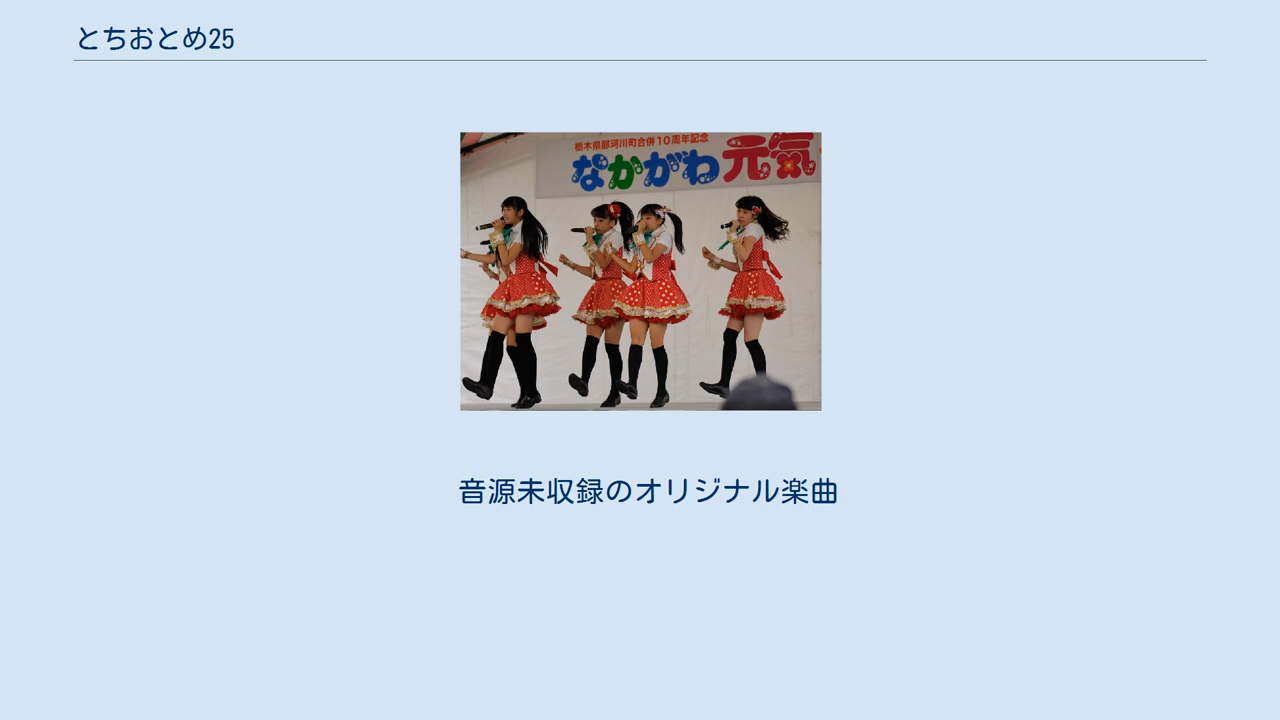 とちおとめ25
栃木県那珂川町合併10周年記念
なかがわ元気
音源未収録のオリジナル楽曲